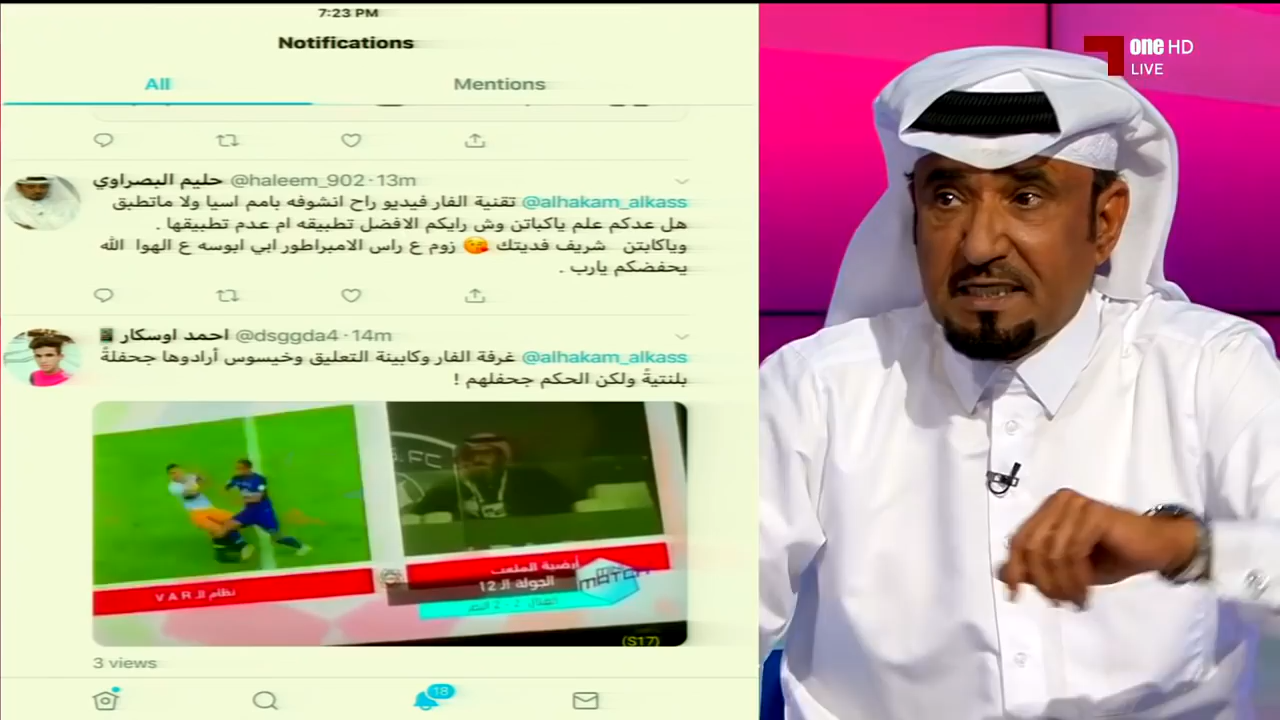 7:23 PM
Notifications
All
Mentions
one HD
LIVE
حليم البصراوي @haleem_902 · 13m
@alhakam_alkass تقنية الفار فيديو راح انشوفه بامم اسيا ولا ماتطبق
هل عدكم علم ياكباتن وش رايكم الافضل تطبيقه ام عدم تطبيقها .
وياكابتن شريف فديتك 😘 زوم ع راس الامبراطور ابي ابوسه ع الهوا الله
يحفضكم يارب .
احمد اوسكار @dsggda4 · 14m
@alhakam_alkass غرفة الفار وكابينة التعليق وخيسوس أرادوها جحفلةً
بلنتيةً ولكن الحكم جحفلهم !
S.FC
أرضية الملعب
الجولة الـ 12
MATCH
نظام الـ V A R
(S17)
3 views
18